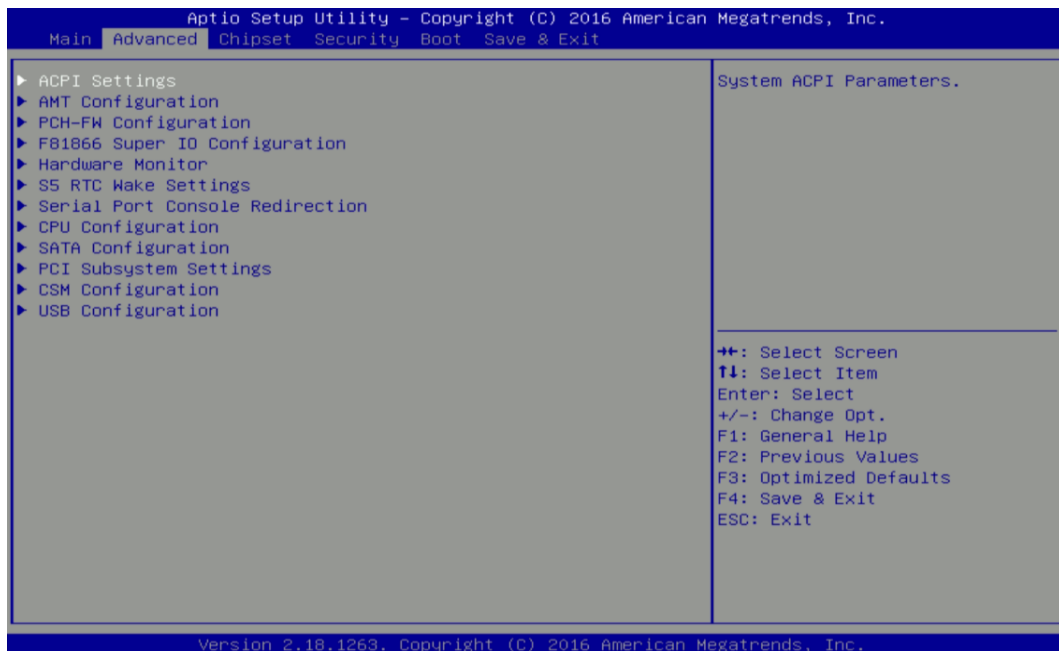 Aptio Setup Utility – Copyright (C) 2016 American Megatrends, Inc.
Main Advanced Chipset Security Boot Save & Exit
ACPI Settings
AMT Configuration
PCH-FW Configuration
F81866 Super IO Configuration
Hardware Monitor
S5 RTC Wake Settings
Serial Port Console Redirection
CPU Configuration
SATA Configuration
PCI Subsystem Settings
CSM Configuration
USB Configuration
System ACPI Parameters.
→←: Select Screen
↑↓: Select Item
Enter: Select
+/-: Change Opt.
F1: General Help
F2: Previous Values
F3: Optimized Defaults
F4: Save & Exit
ESC: Exit
Version 2.18.1263. Copyright (C) 2016 American Megatrends, Inc.